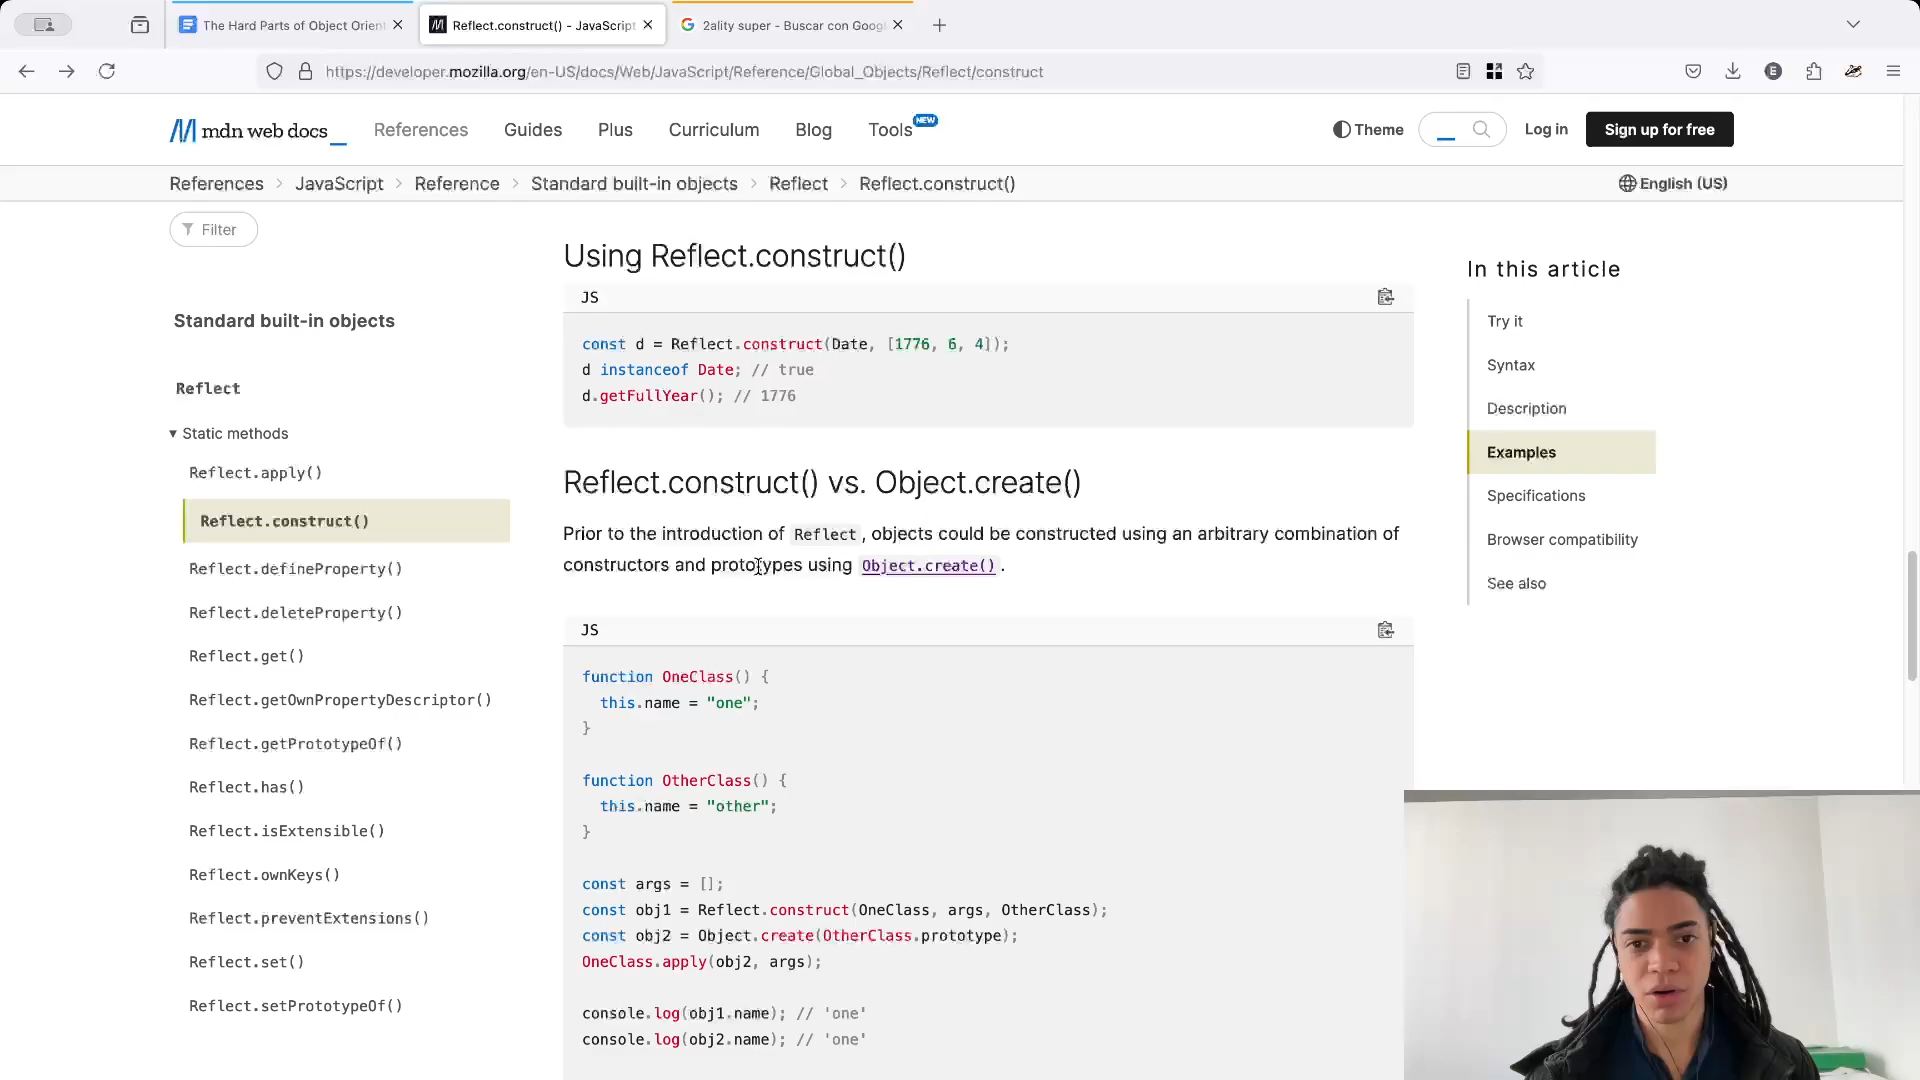 The Hard Parts of Object Orien
Reflect.construct() - JavaScript
2ality super - Buscar con Goog
https://developer.mozilla.org/en-US/docs/Web/JavaScript/Reference/Global_Objects/Reflect/construct
E
mdn web docs_
References
Guides
Plus
Curriculum
Blog
Tools
NEW
Theme
Log in
Sign up for free
References > JavaScript > Reference > Standard built-in objects > Reflect > Reflect.construct()
English (US)
Filter
Standard built-in objects
Reflect
Static methods
Reflect.apply()
Reflect.construct()
Reflect.defineProperty()
Reflect.deleteProperty()
Reflect.get()
Reflect.getOwnPropertyDescriptor()
Reflect.getPrototypeOf()
Reflect.has()
Reflect.isExtensible()
Reflect.ownKeys()
Reflect.preventExtensions()
Reflect.set()
Reflect.setPrototypeOf()
Using Reflect.construct()
JS
const d = Reflect.construct(Date, [1776, 6, 4]);
d instanceof Date; // true
d.getFullYear(); // 1776
Reflect.construct() vs. Object.create()
Prior to the introduction of Reflect, objects could be constructed using an arbitrary combination of
constructors and prototypes using Object.create().
JS
function OneClass() {
this.name = "one";
}
function OtherClass() {
this.name = "other";
}
const args = [];
const obj1 = Reflect.construct(OneClass, args, OtherClass);
const obj2 = Object.create(OtherClass.prototype);
OneClass.apply(obj2, args);
console.log(obj1.name); // 'one'
console.log(obj2.name); // 'one'
In this article
Try it
Syntax
Description
Examples
Specifications
Browser compatibility
See also